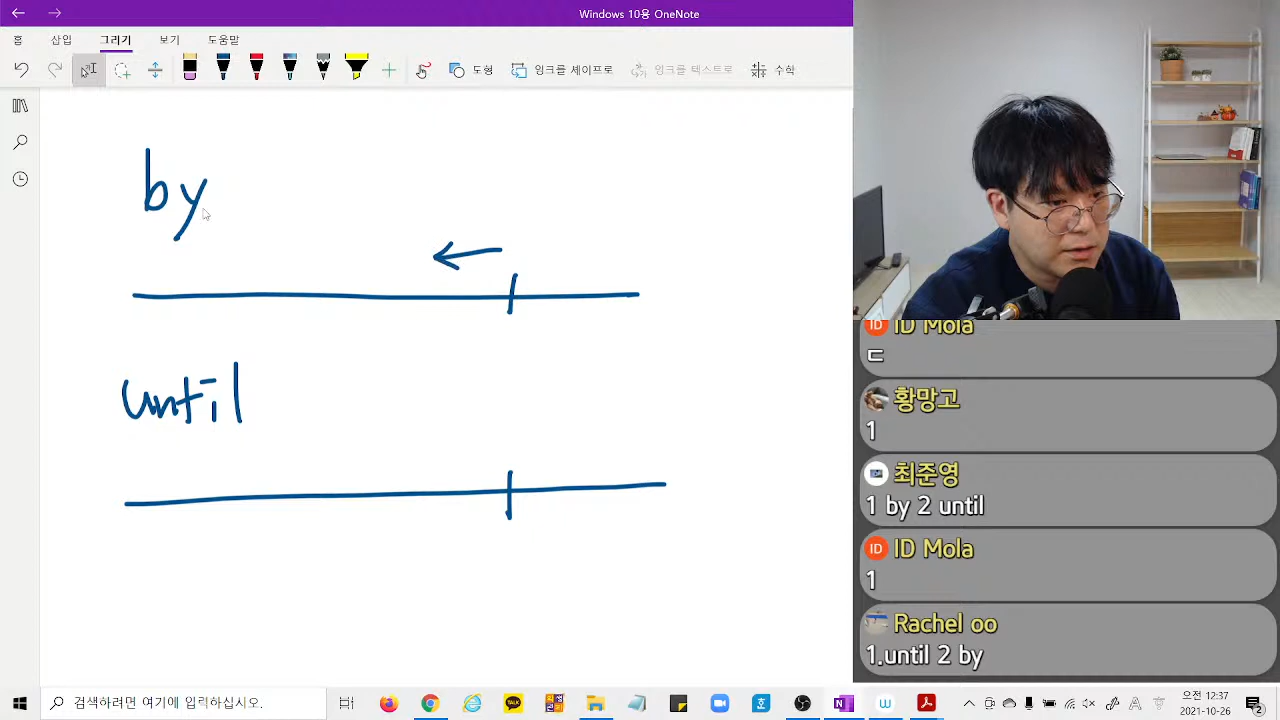 Windows 10용 OneNote
홈 삽입 그리기 보기 도움말
도형 잉크를 셰이프로 잉크를 텍스트로 수학
by
until
ID Mola
ㄷ
황망고
1
최준영
1 by 2 until
ID Mola
1
Rachel oo
1.until 2 by
검색하려면 여기에 입력하십시오.
오전 1:37
2021-10-26